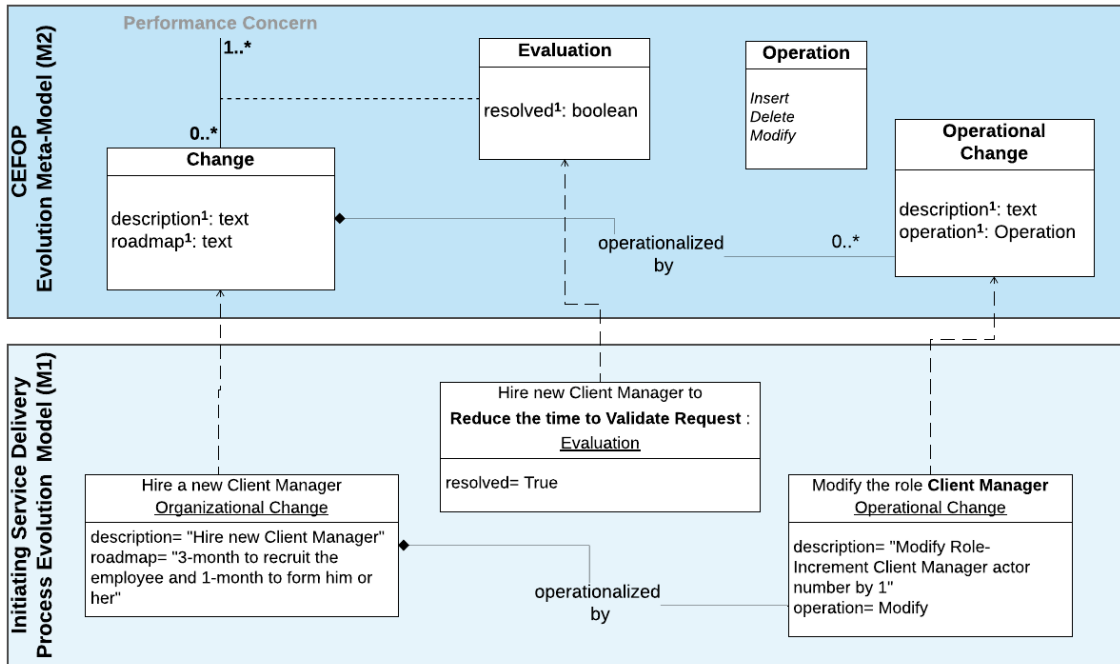 CEFOP
Evolution Meta-Model (M2)
Performance Concern
1..*
0..*
Change
description¹: text
roadmap¹: text
Evaluation
resolved¹: boolean
Operation
Insert
Delete
Modify
Operational
Change
description¹: text
operation¹: Operation
operationalized
by
0..*
Initiating Service Delivery
Process Evolution Model (M1)
Hire a new Client Manager
Organizational Change
description= "Hire new Client Manager"
roadmap= "3-month to recruit the
employee and 1-month to form him or
her"
Hire new Client Manager to
Reduce the time to Validate Request :
Evaluation
resolved= True
operationalized
by
Modify the role Client Manager
Operational Change
description= "Modify Role-
Increment Client Manager actor
number by 1"
operation= Modify